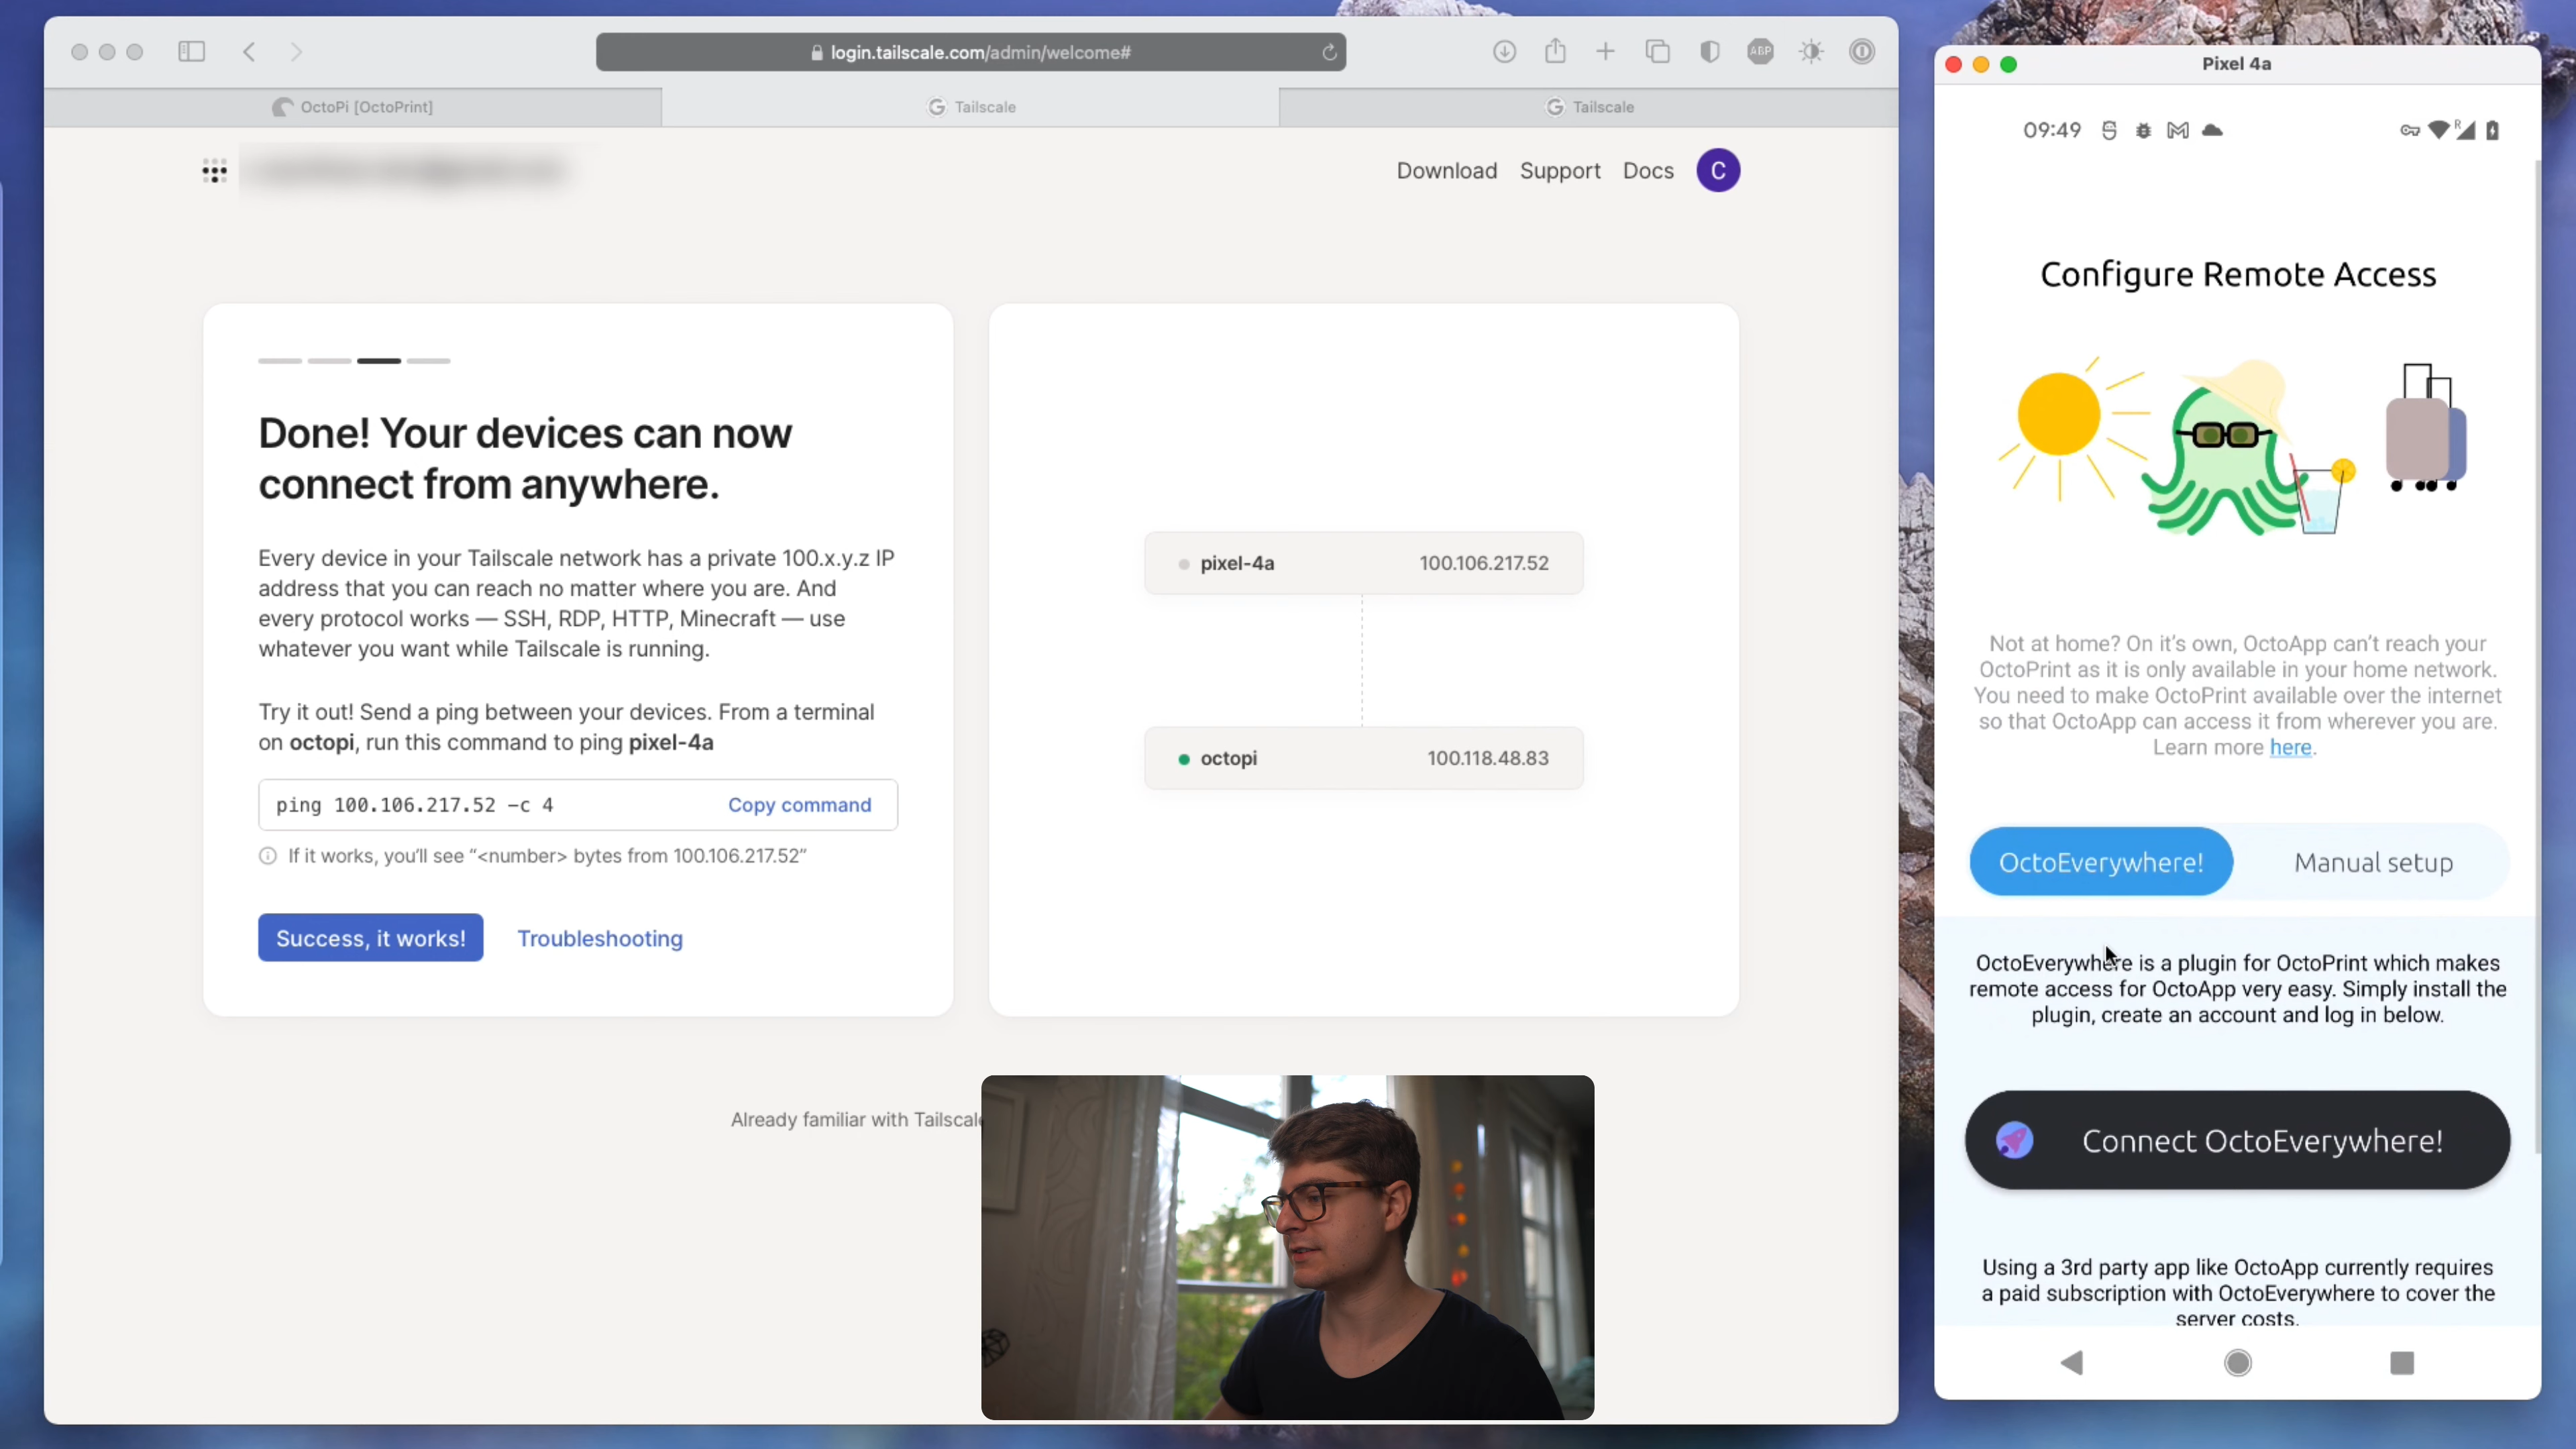 login.tailscale.com/admin/welcome#
ABP
OctoPi [OctoPrint]
Tailscale
Tailscale
Download
Support
Docs
C
Done! Your devices can now
connect from anywhere.
Every device in your Tailscale network has a private 100.x.y.z IP
address that you can reach no matter where you are. And
every protocol works — SSH, RDP, HTTP, Minecraft — use
whatever you want while Tailscale is running.
Try it out! Send a ping between your devices. From a terminal
on octopi, run this command to ping pixel-4a
ping 100.106.217.52 -c 4
Copy command
If it works, you'll see “<number> bytes from 100.106.217.52”
Success, it works!
Troubleshooting
pixel-4a 100.106.217.52
octopi 100.118.48.83
Already familiar with Tailscale
Pixel 4a
09:49
R
Configure Remote Access
Not at home? On it's own, OctoApp can't reach your
OctoPrint as it is only available in your home network.
You need to make OctoPrint available over the internet
so that OctoApp can access it from wherever you are.
Learn more here.
OctoEverywhere!
Manual setup
OctoEverywhere is a plugin for OctoPrint which makes
remote access for OctoApp very easy. Simply install the
plugin, create an account and log in below.
Connect OctoEverywhere!
Using a 3rd party app like OctoApp currently requires
a paid subscription with OctoEverywhere to cover the
server costs.